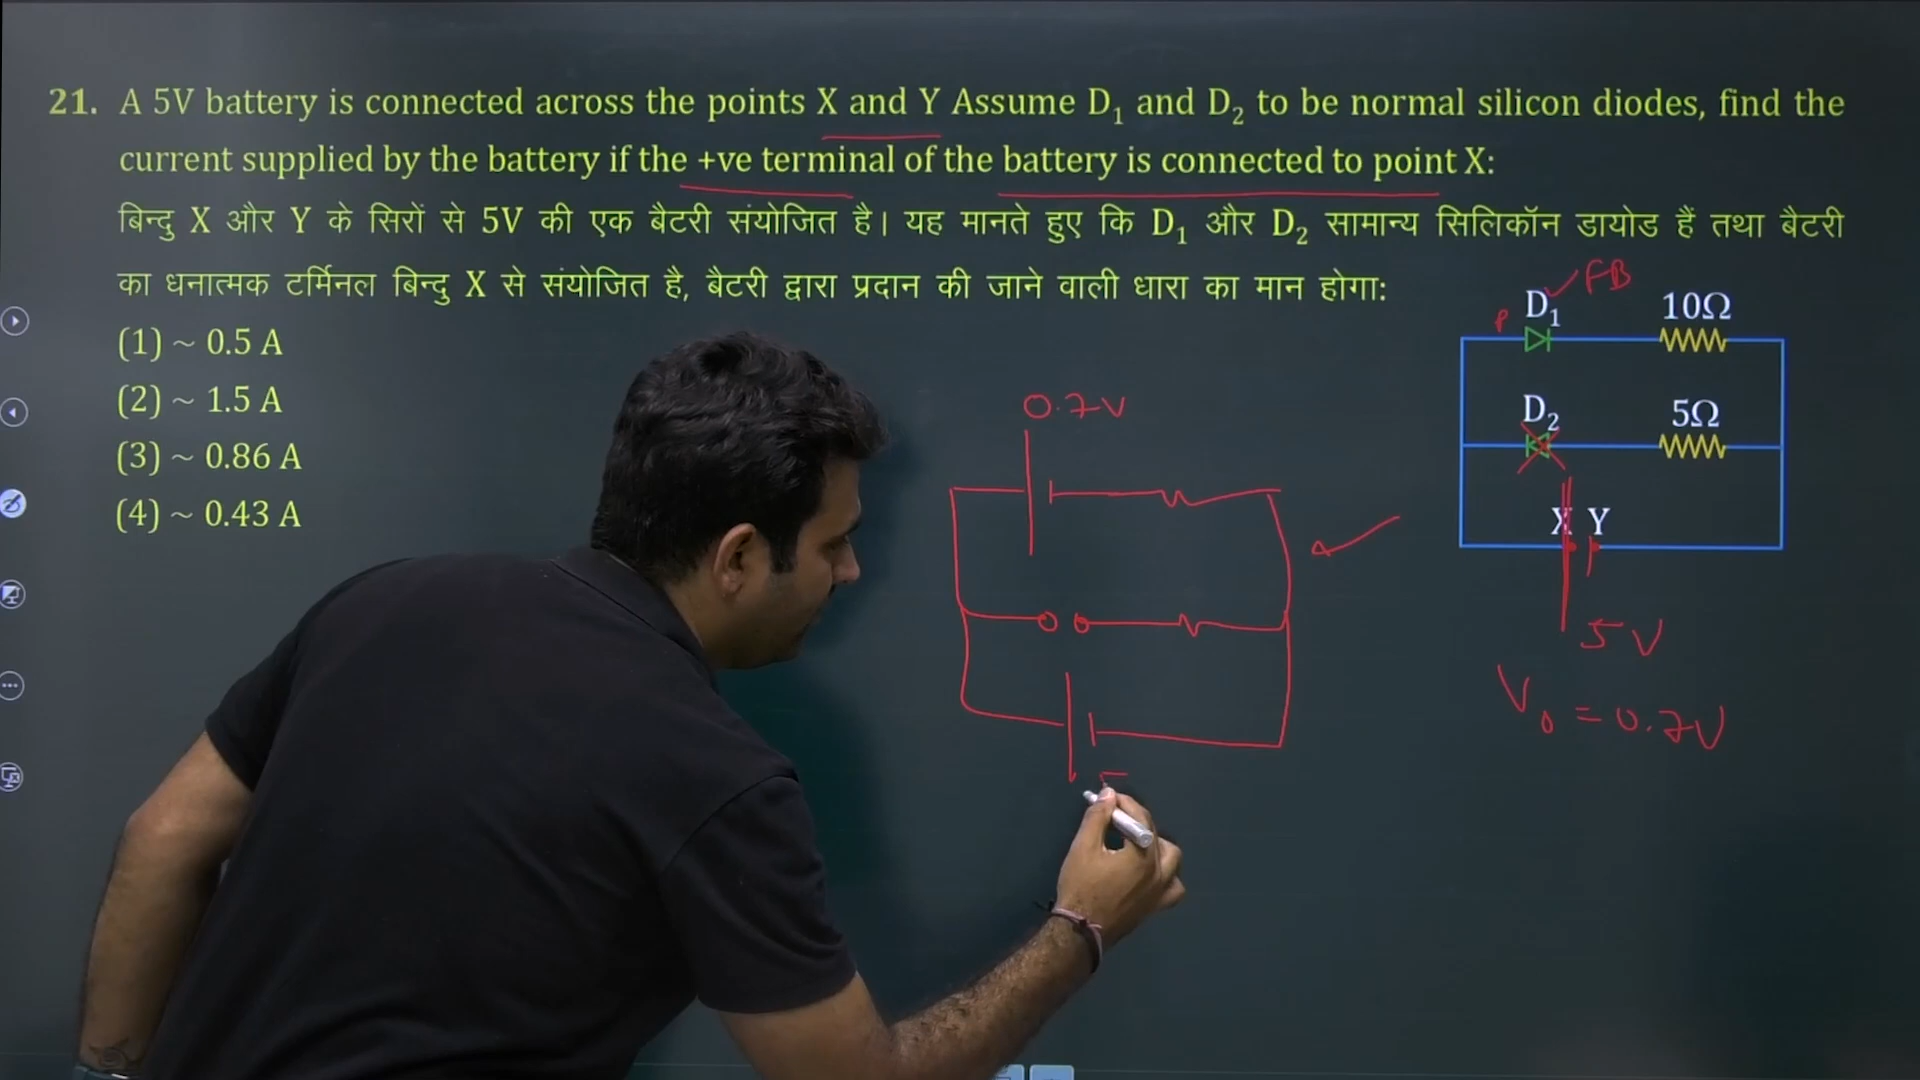 21. A 5V battery is connected across the points X and Y Assume D₁ and D₂ to be normal silicon diodes, find the
current supplied by the battery if the +ve terminal of the battery is connected to point X:
बिन्दु X और Y के सिरों से 5V की एक बैटरी संयोजित है। यह मानते हुए कि D₁ और D₂ सामान्य सिलिकॉन डायोड हैं तथा बैटरी
का धनात्मक टर्मिनल बिन्दु X से संयोजित है, बैटरी द्वारा प्रदान की जाने वाली धारा का मान होगा:
(1) ~ 0.5 A
(2) ~ 1.5 A
(3) ~ 0.86 A
(4) ~ 0.43 A
FB
P D₁ 10Ω
D₂ 5Ω
X Y
5V
V₀ = 0.7V
0.7V
5